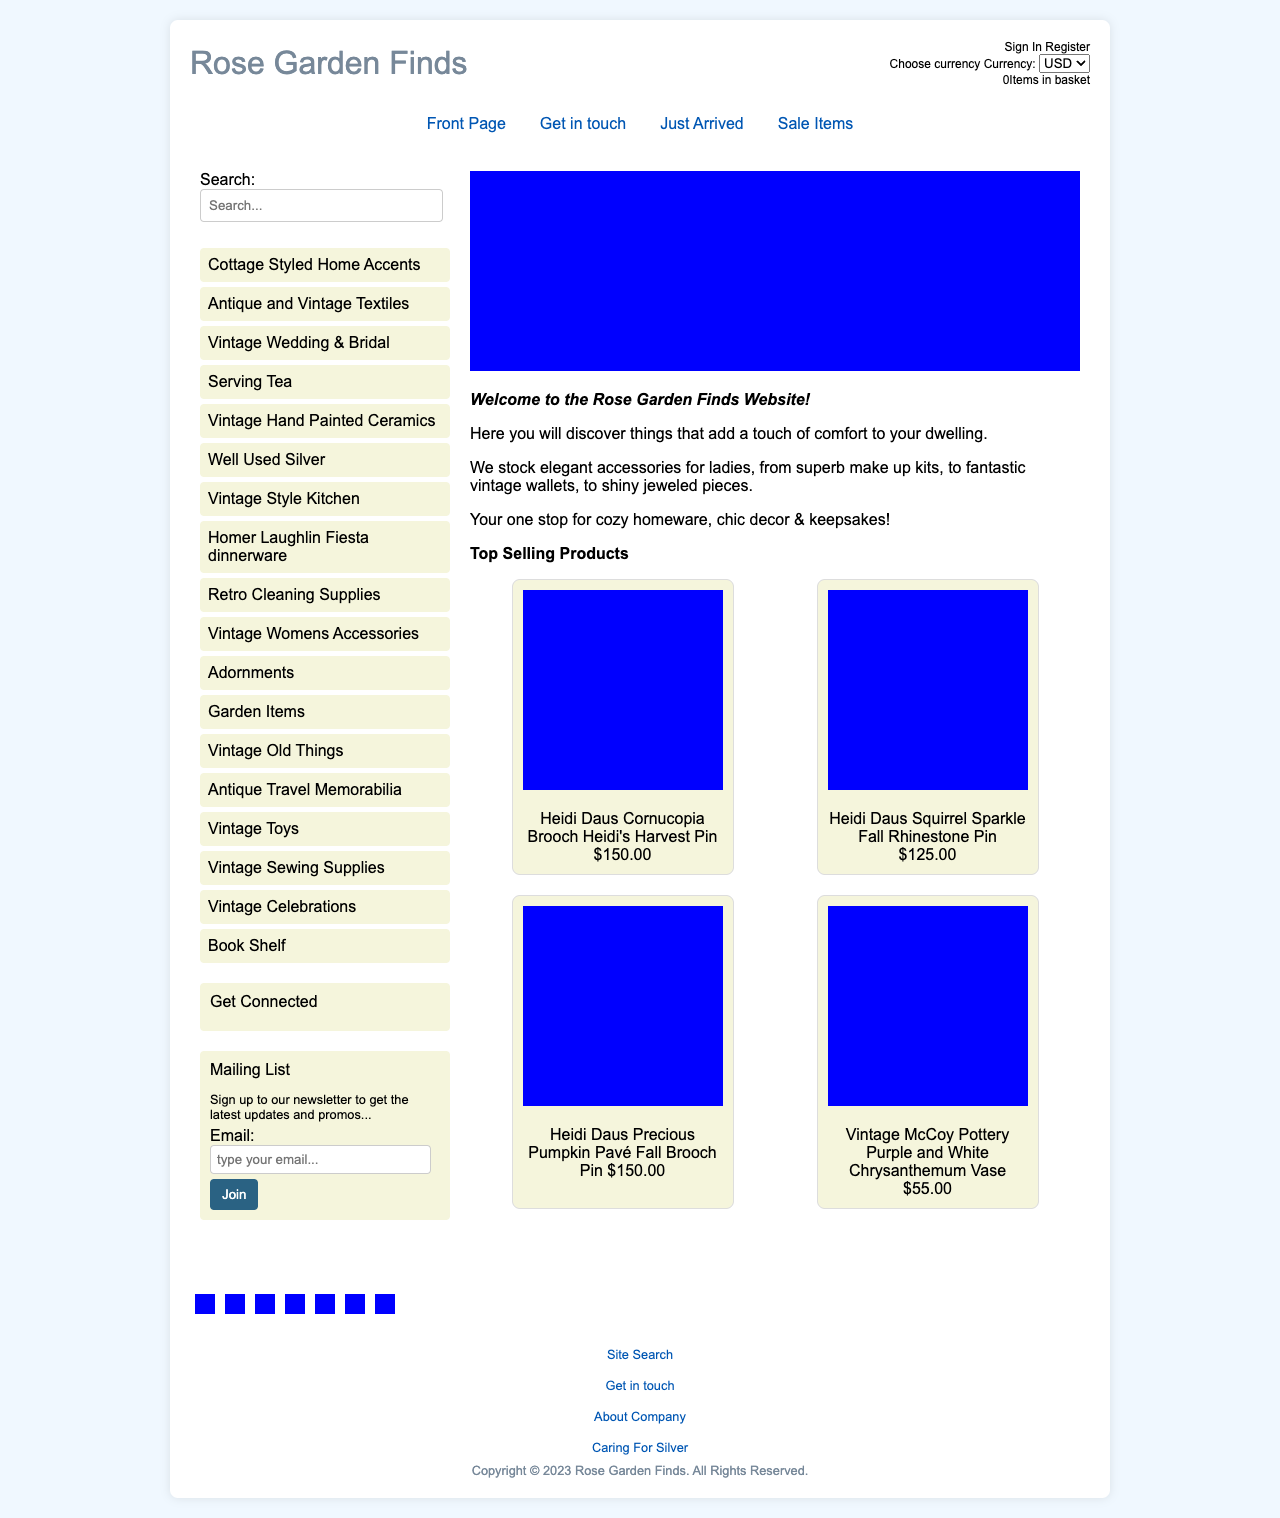 Rose Garden Finds
Sign In Register
Choose currency Currency: USD
0Items in basket
Front Page Get in touch Just Arrived Sale Items
Search:
Search...
Cottage Styled Home Accents
Antique and Vintage Textiles
Vintage Wedding & Bridal
Serving Tea
Vintage Hand Painted Ceramics
Well Used Silver
Vintage Style Kitchen
Homer Laughlin Fiesta
dinnerware
Retro Cleaning Supplies
Vintage Womens Accessories
Adornments
Garden Items
Vintage Old Things
Antique Travel Memorabilia
Vintage Toys
Vintage Sewing Supplies
Vintage Celebrations
Book Shelf
Get Connected
Mailing List
Sign up to our newsletter to get the
latest updates and promos...
Email:
type your email...
Join
Welcome to the Rose Garden Finds Website!
Here you will discover things that add a touch of comfort to your dwelling.
We stock elegant accessories for ladies, from superb make up kits, to fantastic
vintage wallets, to shiny jeweled pieces.
Your one stop for cozy homeware, chic decor & keepsakes!
Top Selling Products
Heidi Daus Cornucopia
Brooch Heidi's Harvest Pin
$150.00
Heidi Daus Squirrel Sparkle
Fall Rhinestone Pin
$125.00
Heidi Daus Precious
Pumpkin Pavé Fall Brooch
Pin $150.00
Vintage McCoy Pottery
Purple and White
Chrysanthemum Vase
$55.00
Site Search
Get in touch
About Company
Caring For Silver
Copyright © 2023 Rose Garden Finds. All Rights Reserved.